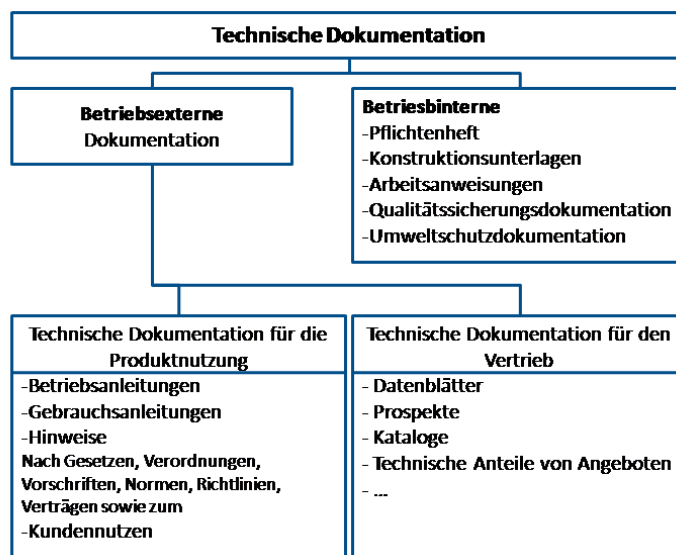 Technische Dokumentation
Betriebsexterne
Dokumentation
Betriesbinterne
-Pflichtenheft
-Konstruktionsunterlagen
-Arbeitsanweisungen
-Qualitätssicherungsdokumentation
-Umweltschutzdokumentation
Technische Dokumentation für die
Produktnutzung
-Betriebsanleitungen
-Gebrauchsanleitungen
-Hinweise
Nach Gesetzen, Verordnungen,
Vorschriften, Normen, Richtlinien,
Verträgen sowie zum
-Kundennutzen
Technische Dokumentation für den
Vertrieb
- Datenblätter
- Prospekte
- Kataloge
- Technische Anteile von Angeboten
- ...